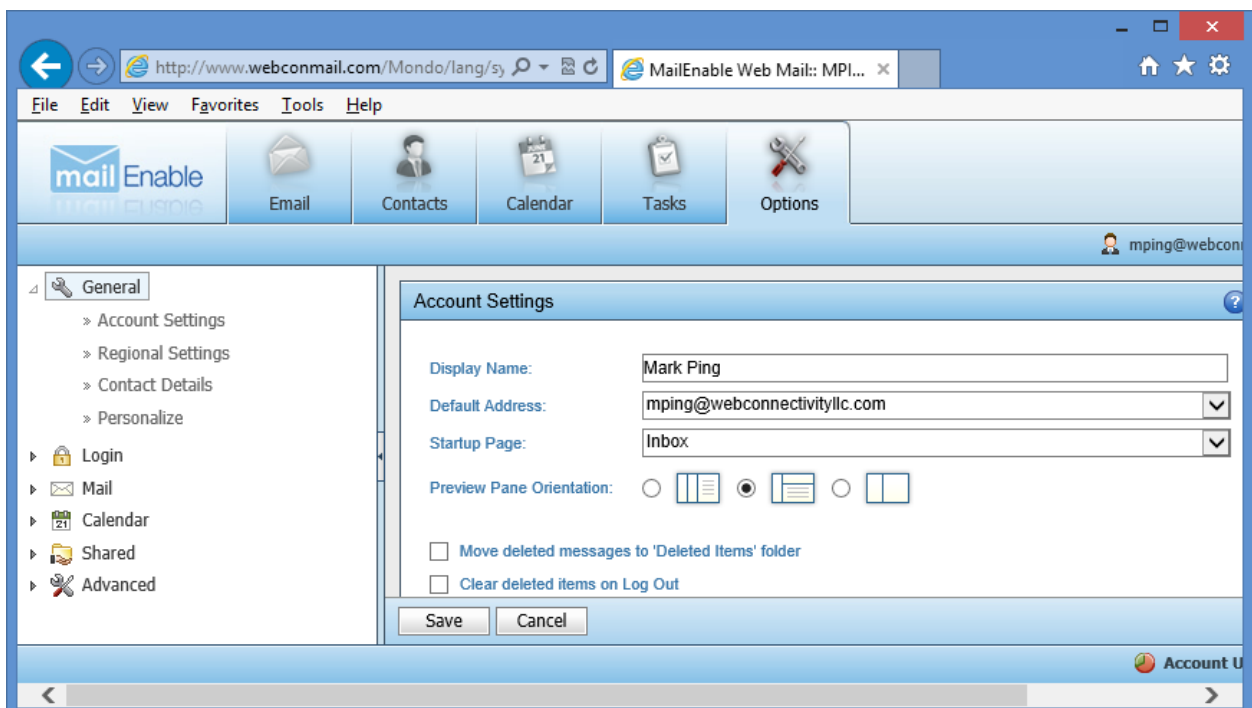 http://www.webconmail.com/Mondo/lang/sy
MailEnable Web Mail:: MPI...
File Edit View Favorites Tools Help
mail Enable
Email
Contacts
21
Calendar
Tasks
Options
mping@webcon
General
» Account Settings
» Regional Settings
» Contact Details
» Personalize
Login
Mail
21 Calendar
Shared
Advanced
Account Settings
?
Display Name: Mark Ping
Default Address: mping@webconnectivityllc.com
Startup Page: Inbox
Preview Pane Orientation:
Move deleted messages to 'Deleted Items' folder
Clear deleted items on Log Out
Save Cancel
Account U